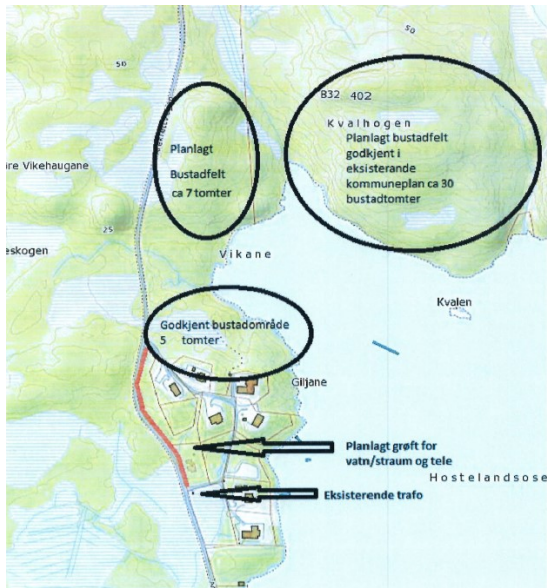 50
50
B32 402
Kvalhogen
Planlagt bustadfelt
godkjent i
eksisterande
kommuneplan ca 30
bustadtomter
Planlagt
Bustadfelt
ca 7 tomter
re Vikehaugane
25
eskogen
Vikane
Kvalen
Godkjent bustadområde
5 tomter
Giljane
Planlagt grøft for
vatn/straum og tele
Hostelandsose
Eksisterende trafo